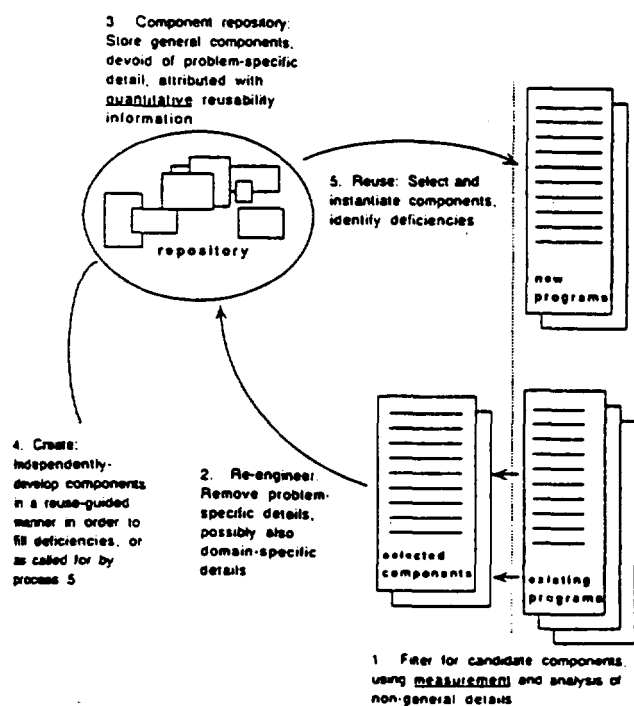 3 Component repository:
Store general components,
devoid of problem-specific
detail, attributed with
quantitative reusability
information
repository
5. Reuse: Select and
instantiate components,
identify deficiencies
new
programs
4. Create:
Independently-
develop components
in a reuse-guided
manner in order to
fill deficiencies, or
as called for by
process 5
2. Re-engineer
Remove problem-
specific details,
possibly also
domain-specific
details
selected
components
existing
programs
1 Filter for candidate components,
using measurement and analysis of
non-general details